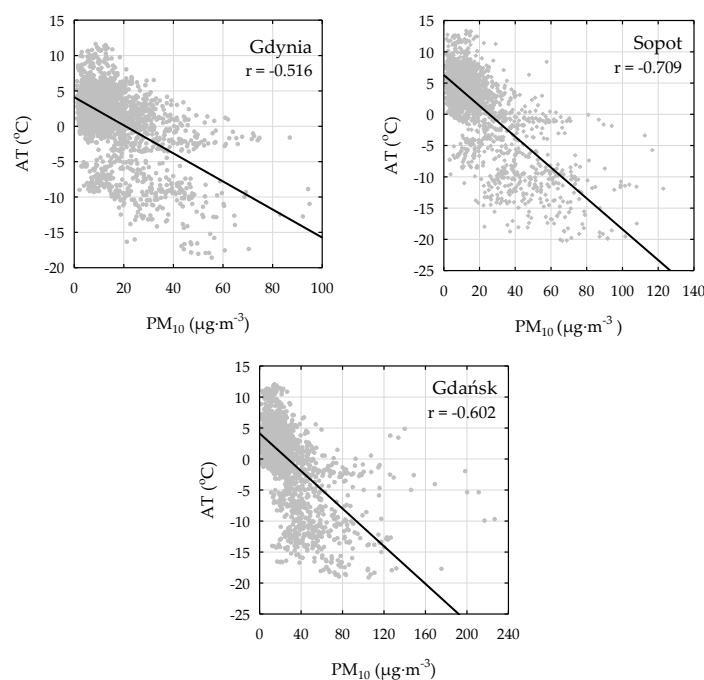 Gdynia
r = -0.516
AT (°C)
15
10
5
0
-5
-10
-15
-20
0 20 40 60 80 100
PM₁₀ (µg·m⁻³)
Sopot
r = -0.709
AT (°C)
15
10
5
0
-5
-10
-15
-20
-25
0 20 40 60 80 100 120 140
PM₁₀ (µg·m⁻³ )
Gdańsk
r = -0.602
AT (°C)
15
10
5
0
-5
-10
-15
-20
-25
0 40 80 120 160 200 240
PM₁₀ (µg·m⁻³)